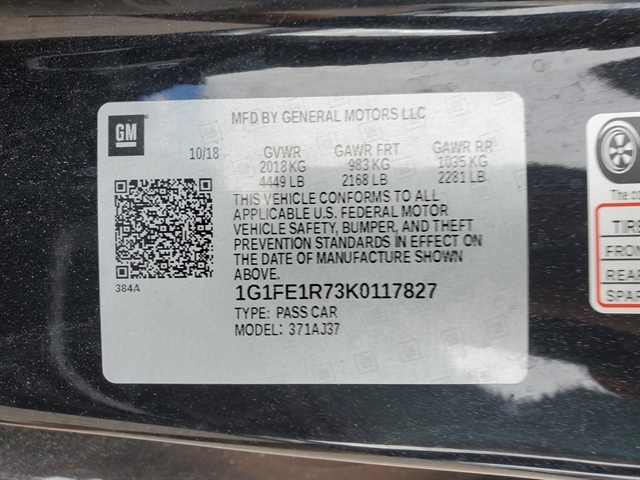 GM
MFD BY GENERAL MOTORS LLC
10/18 GVWR GAWR FRT GAWR RR
2018 KG 983 KG 1035 KG
4449 LB 2168 LB 2281 LB
THIS VEHICLE CONFORMS TO ALL
APPLICABLE U.S. FEDERAL MOTOR
VEHICLE SAFETY, BUMPER, AND THEFT
PREVENTION STANDARDS IN EFFECT ON
THE DATE OF MANUFACTURE SHOWN
ABOVE.
384A
1G1FE1R73K0117827
TYPE: PASS CAR
MODEL: 371AJ37
The
TIRE
FRON
REAR
SPAR